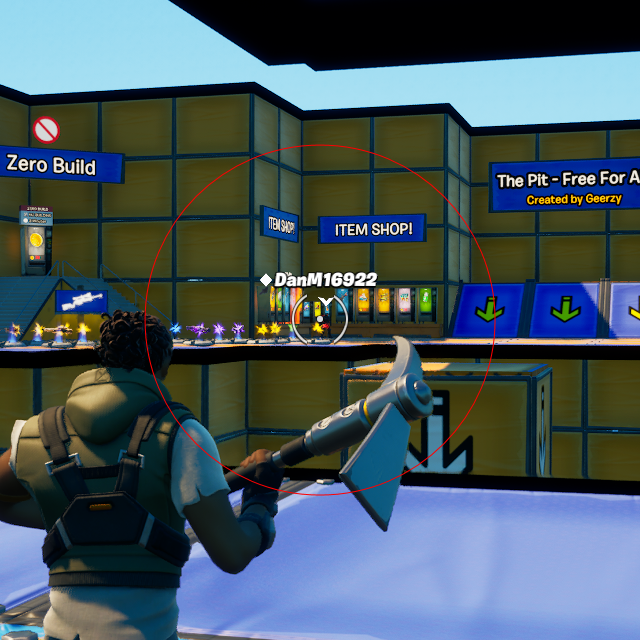 Zero Build
The Pit - Free For A
Created by Geerzy
ITEM SHOP!
ITEM SHOP!
DanM16922